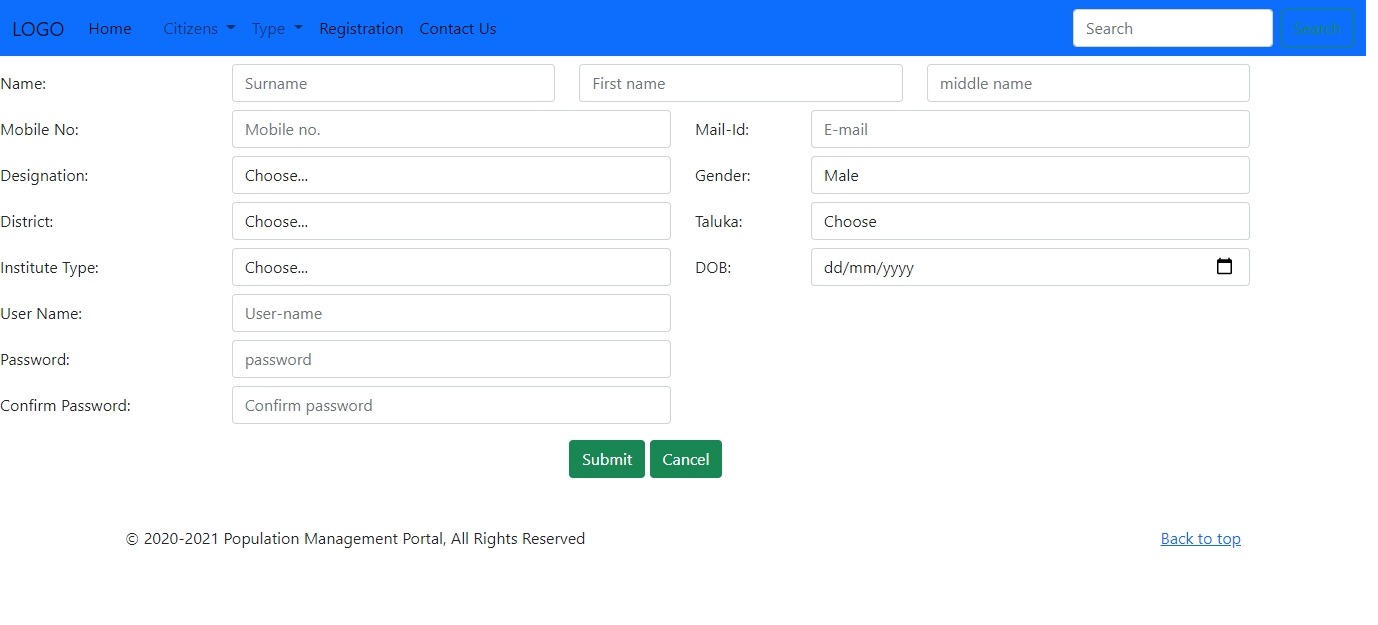 LOGO Home Citizens Type Registration Contact Us Search Search
Name: Surname First name middle name
Mobile No: Mobile no. Mail-Id: E-mail
Designation: Choose... Gender: Male
District: Choose... Taluka: Choose
Institute Type: Choose... DOB: dd/mm/yyyy
User Name: User-name
Password: password
Confirm Password: Confirm password
Submit Cancel
© 2020-2021 Population Management Portal, All Rights Reserved Back to top